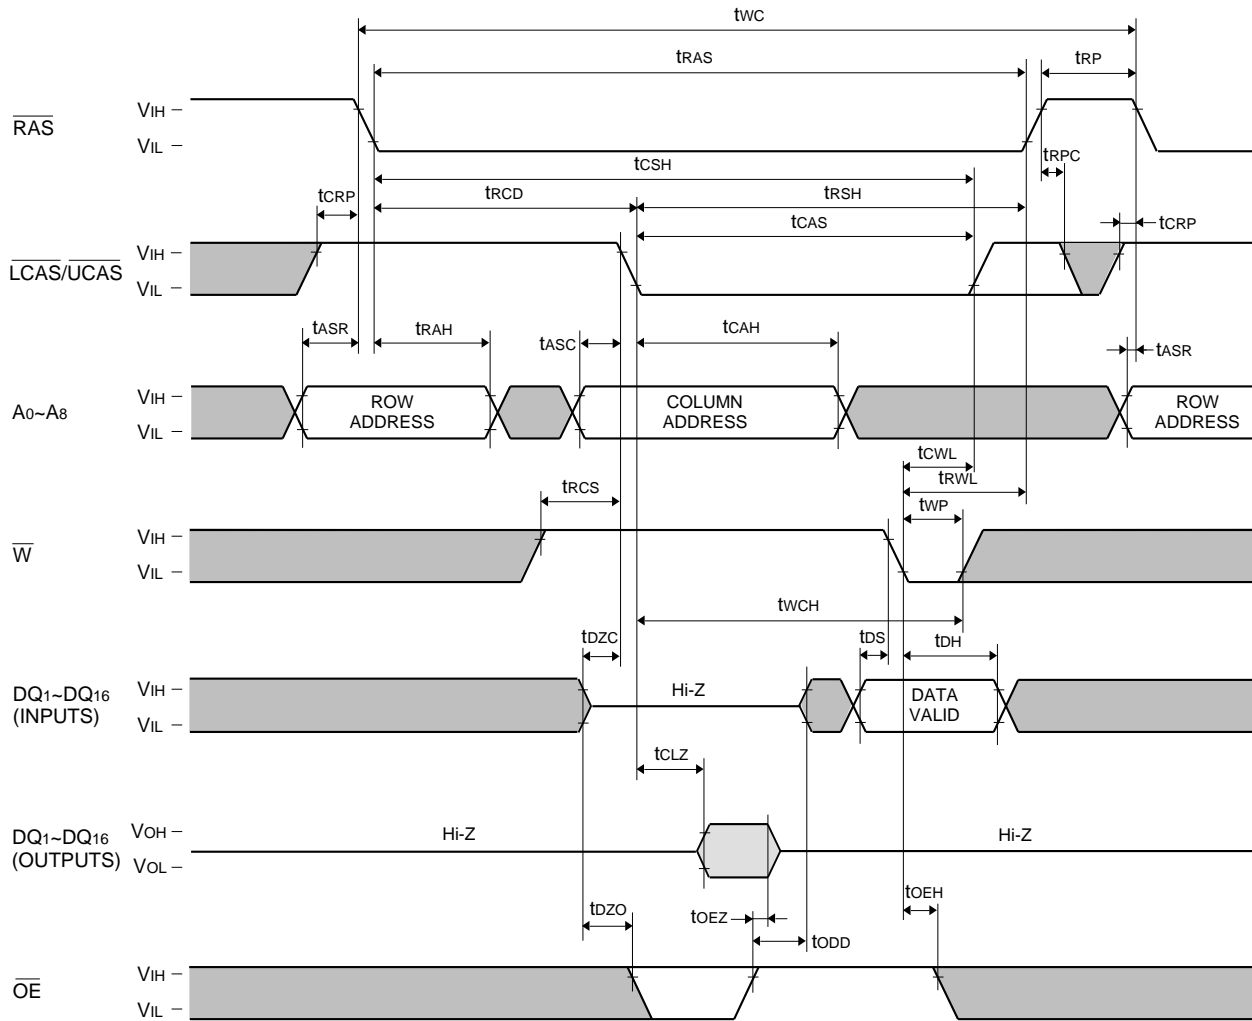 tWC
tRAS
tRP
RAS
VIH
VIL
tRPC
tCSH
tCRP
tRCD
tRSH
tCRP
tCAS
LCAS/UCAS
VIH
VIL
tASR
tRAH
tASC
tCAH
tASR
A0~A8
VIH
VIL
ROW
ADDRESS
COLUMN
ADDRESS
ROW
ADDRESS
tCWL
tRWL
tRCS
tWP
W
VIH
VIL
tWCH
tDZC
tDS
tDH
DQ1~DQ16
(INPUTS)
VIH
VIL
Hi-Z
DATA
VALID
tCLZ
DQ1~DQ16
(OUTPUTS)
VOH
VOL
Hi-Z
Hi-Z
tDZO
tOEZ
tODD
tOEH
OE
VIH
VIL